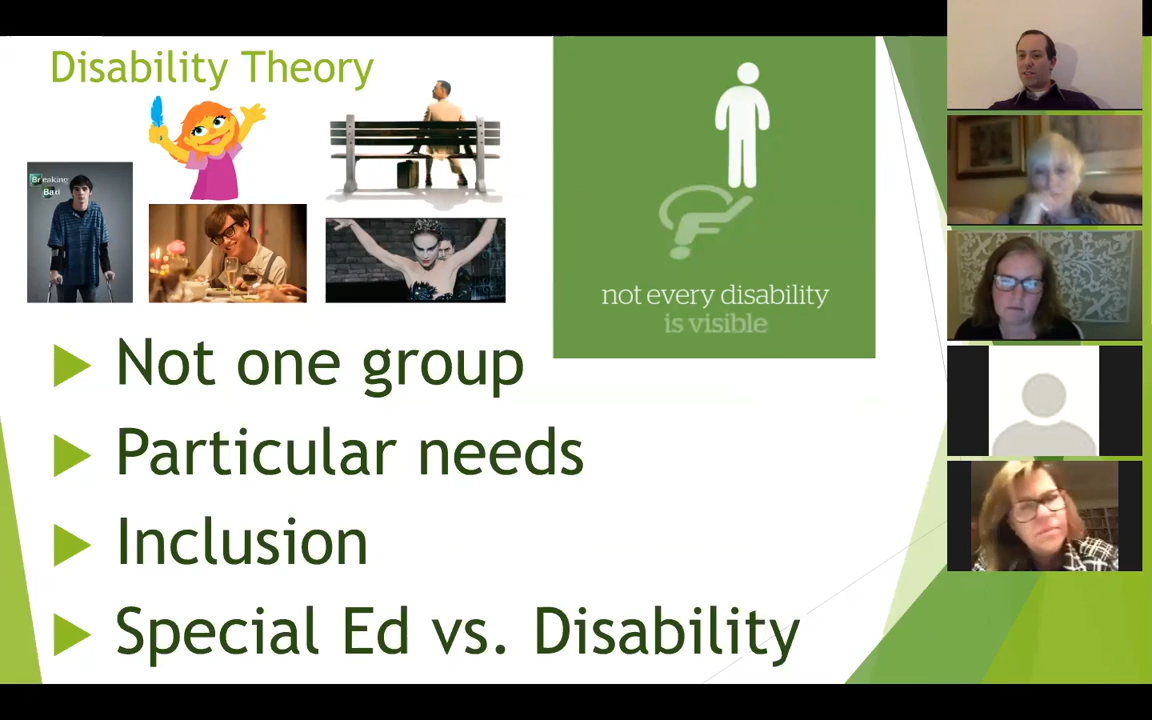 Disability Theory
Breaking
Bad
not every disability
is visible
Not one group
Particular needs
Inclusion
Special Ed vs. Disability